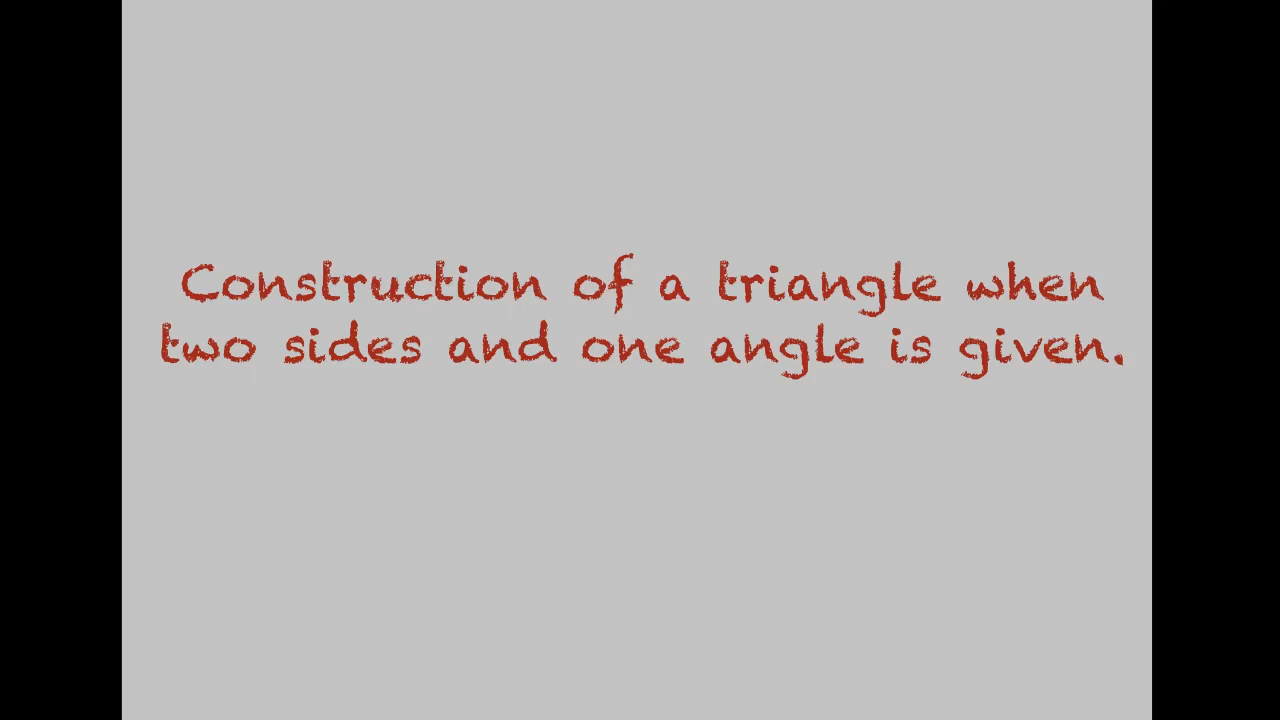 Construction of a triangle when
two sides and one angle is given.